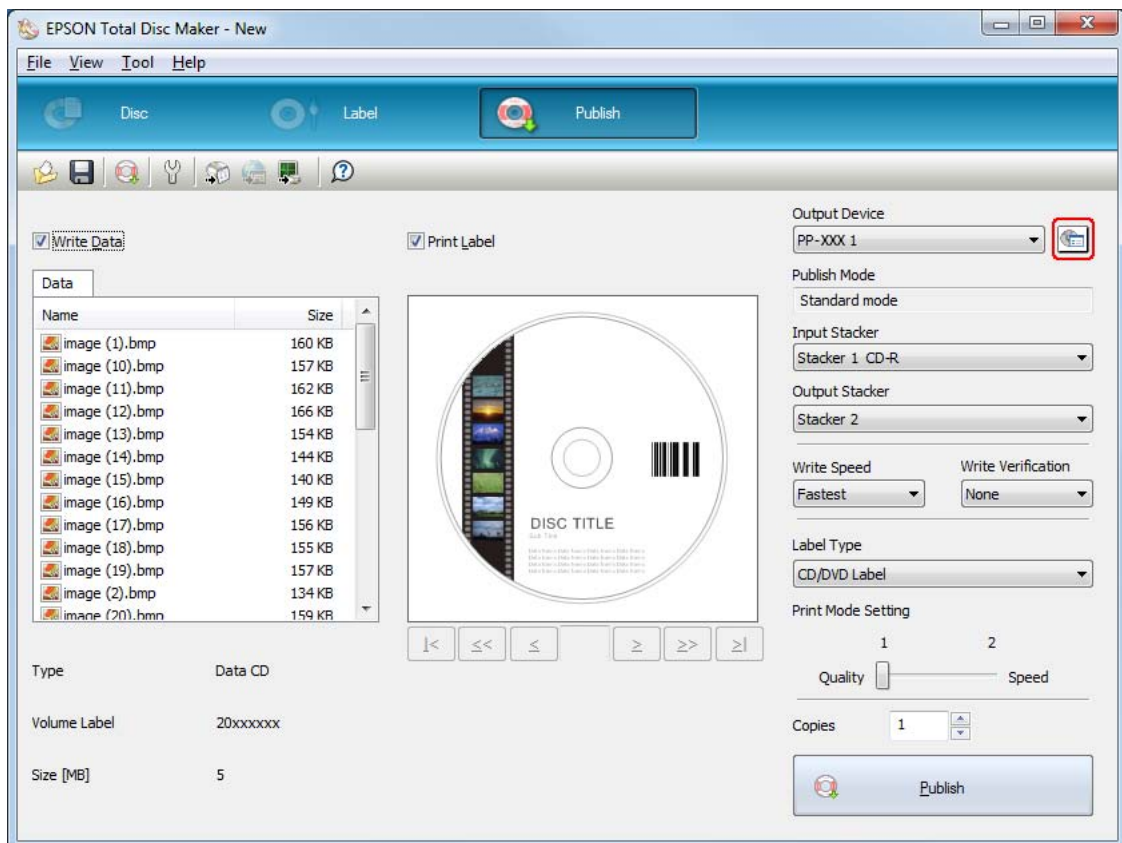 EPSON Total Disc Maker - New
File View Tool Help
Disc Label Publish
Write Data
Data
Name Size
image (1).bmp 160 KB
image (10).bmp 157 KB
image (11).bmp 162 KB
image (12).bmp 166 KB
image (13).bmp 154 KB
image (14).bmp 144 KB
image (15).bmp 140 KB
image (16).bmp 149 KB
image (17).bmp 156 KB
image (18).bmp 155 KB
image (19).bmp 157 KB
image (2).bmp 134 KB
image (20).bmp 159 KB
Type Data CD
Volume Label 20xxxxxx
Size [MB] 5
Print Label
DISC TITLE
Sub Title
|< << < > >> >|
Output Device
PP-XXX 1
Publish Mode
Standard mode
Input Stacker
Stacker 1 CD-R
Output Stacker
Stacker 2
Write Speed Write Verification
Fastest None
Label Type
CD/DVD Label
Print Mode Setting
1 2
Quality Speed
Copies 1
Publish